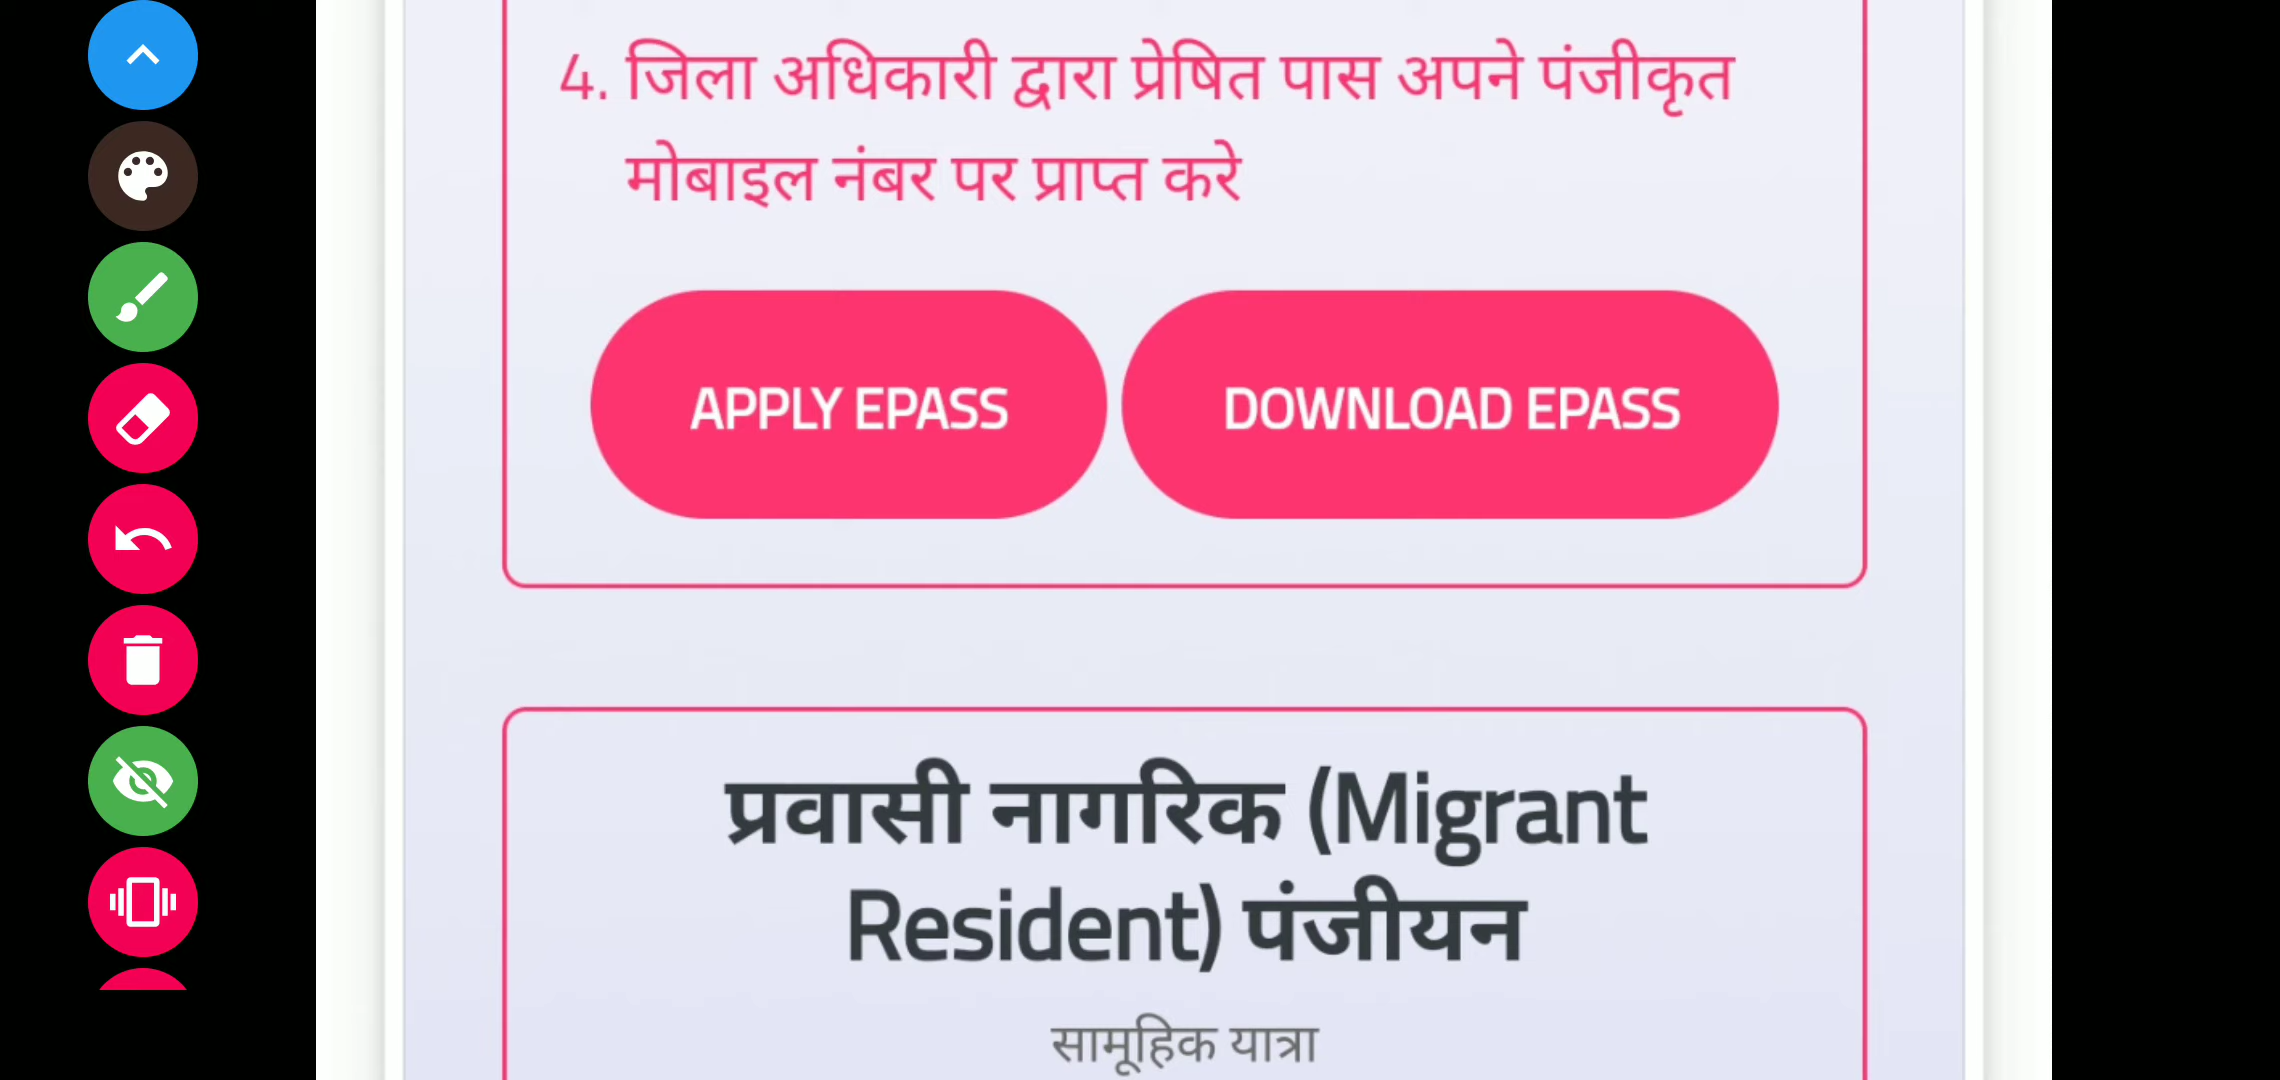 4. जिला अधिकारी द्वारा प्रेषित पास अपने पंजीकृत
मोबाइल नंबर पर प्राप्त करे
APPLY EPASS DOWNLOAD EPASS
प्रवासी नागरिक (Migrant
Resident) पंजीयन
सामूहिक यात्रा